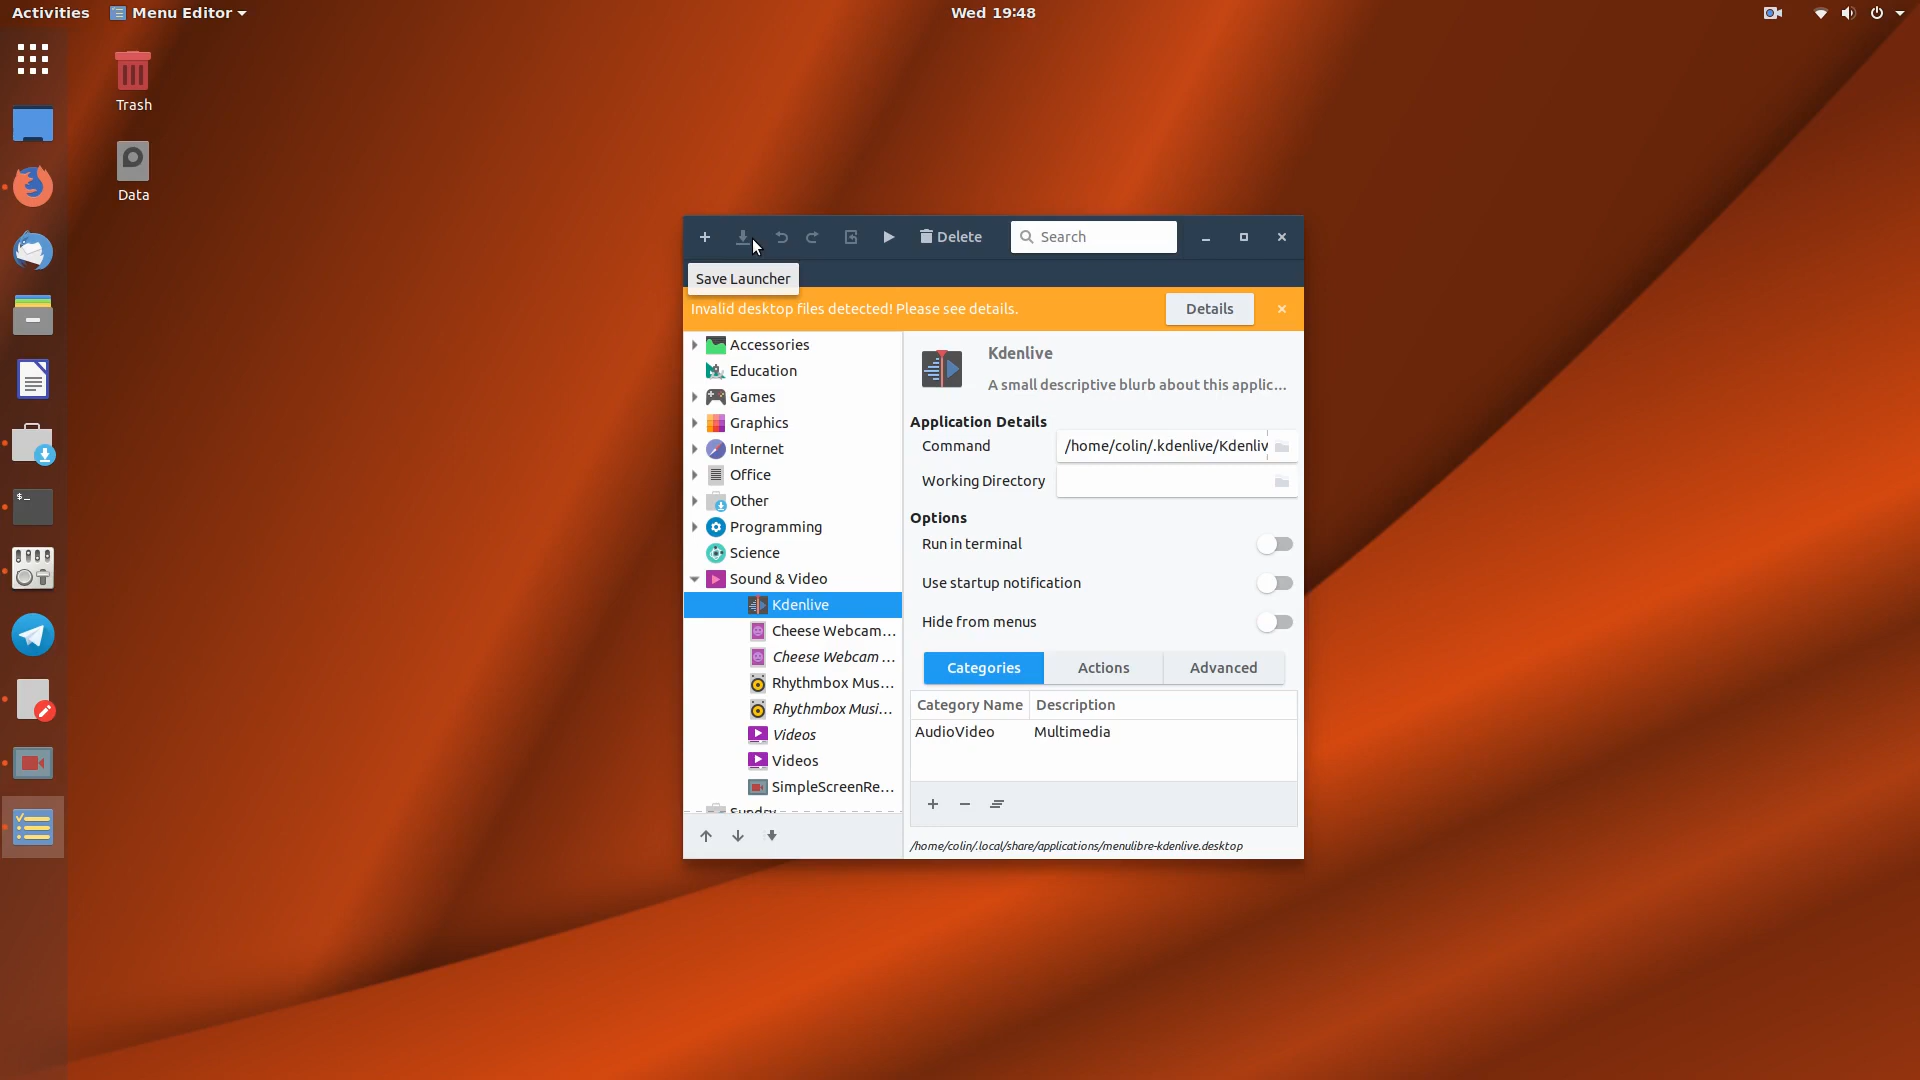 Activities
Menu Editor
Wed 19:48
Trash
Data
Delete
Search
Save Launcher
Invalid desktop files detected! Please see details.
Details
Accessories
Education
Games
Graphics
Internet
Office
Other
Programming
Science
Sound & Video
Kdenlive
Cheese Webcam...
Cheese Webcam ...
Rhythmbox Mus...
Rhythmbox Musi...
Videos
Videos
SimpleScreenRe...
Sundry
Kdenlive
A small descriptive blurb about this applic...
Application Details
Command
/home/colin/.kdenlive/Kdenliv
Working Directory
Options
Run in terminal
Use startup notification
Hide from menus
Categories
Actions
Advanced
Category Name
Description
AudioVideo
Multimedia
/home/colin/.local/share/applications/menulibre-kdenlive.desktop